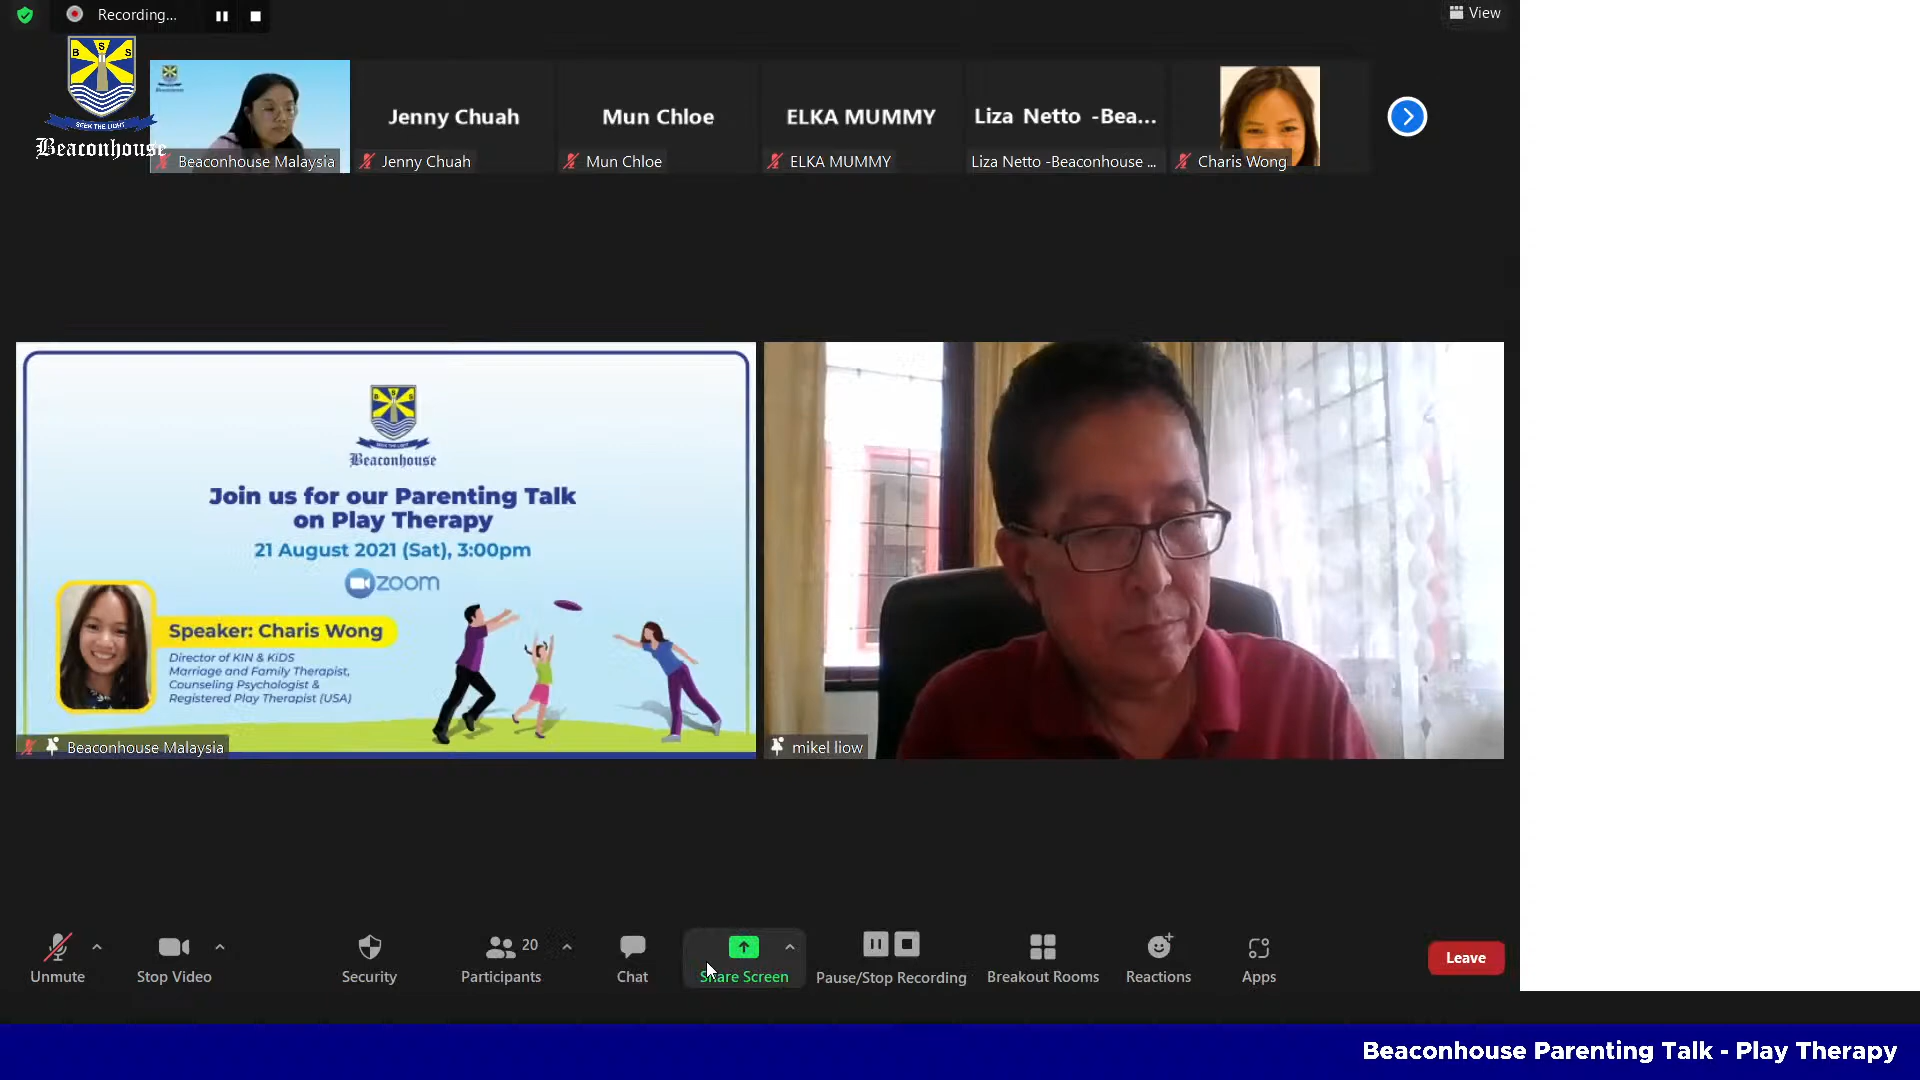 Recording...
View
B S S
SEEK THE LIGHT
Beaconhouse
Beaconhouse Malaysia
Jenny Chuah
Jenny Chuah
Mun Chloe
Mun Chloe
ELKA MUMMY
ELKA MUMMY
Liza Netto -Bea...
Liza Netto -Beaconhouse ...
Charis Wong
B S S
Beaconhouse
Join us for our Parenting Talk
on Play Therapy
21 August 2021 (Sat), 3:00pm
zoom
Speaker: Charis Wong
Director of KIN & KiDS
Marriage and Family Therapist,
Counseling Psychologist &
Registered Play Therapist (USA)
Beaconhouse Malaysia
mikel liow
Unmute
Stop Video
Security
20
Participants
Chat
Share Screen
Pause/Stop Recording
Breakout Rooms
Reactions
Apps
Leave
Beaconhouse Parenting Talk - Play Therapy